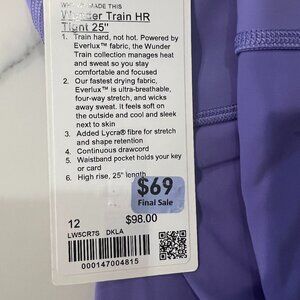 WHY WE MADE THIS
Wunder Train HR
Tight 25"
1. Train hard, not hot. Powered by
Everlux™ fabric, the Wunder
Train collection manages heat
and sweat so you stay
comfortable and focused
2. Our fastest drying fabric,
Everlux™ is ultra-breathable,
four-way stretch, and wicks
away sweat. It feels soft on
the outside and cool and sleek
next to skin
3. Added Lycra® fibre for stretch
and shape retention
4. Continuous drawcord
5. Waistband pocket holds your key
or card
6. High rise, 25" length
$69
Final Sale
12 $98.00
LW5CR7S DKLA
000147004815